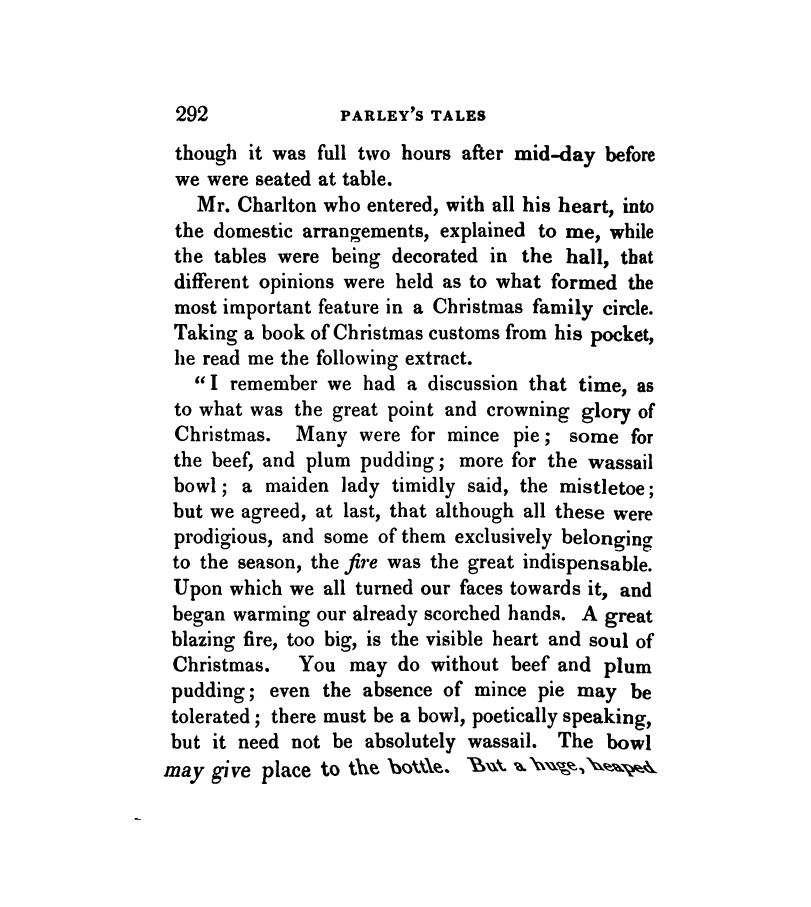 292 PARLEY'S TALES
though it was full two hours after mid-day before
we were seated at table.
Mr. Charlton who entered, with all his heart, into
the domestic arrangements, explained to me, while
the tables were being decorated in the hall, that
different opinions were held as to what formed the
most important feature in a Christmas family circle.
Taking a book of Christmas customs from his pocket,
he read me the following extract.
"I remember we had a discussion that time, as
to what was the great point and crowning glory of
Christmas. Many were for mince pie; some for
the beef, and plum pudding; more for the wassail
bowl; a maiden lady timidly said, the mistletoe;
but we agreed, at last, that although all these were
prodigious, and some of them exclusively belonging
to the season, the fire was the great indispensable.
Upon which we all turned our faces towards it, and
began warming our already scorched hands. A great
blazing fire, too big, is the visible heart and soul of
Christmas. You may do without beef and plum
pudding; even the absence of mince pie may be
tolerated; there must be a bowl, poetically speaking,
but it need not be absolutely wassail. The bowl
may give place to the bottle. But a huge, heaped